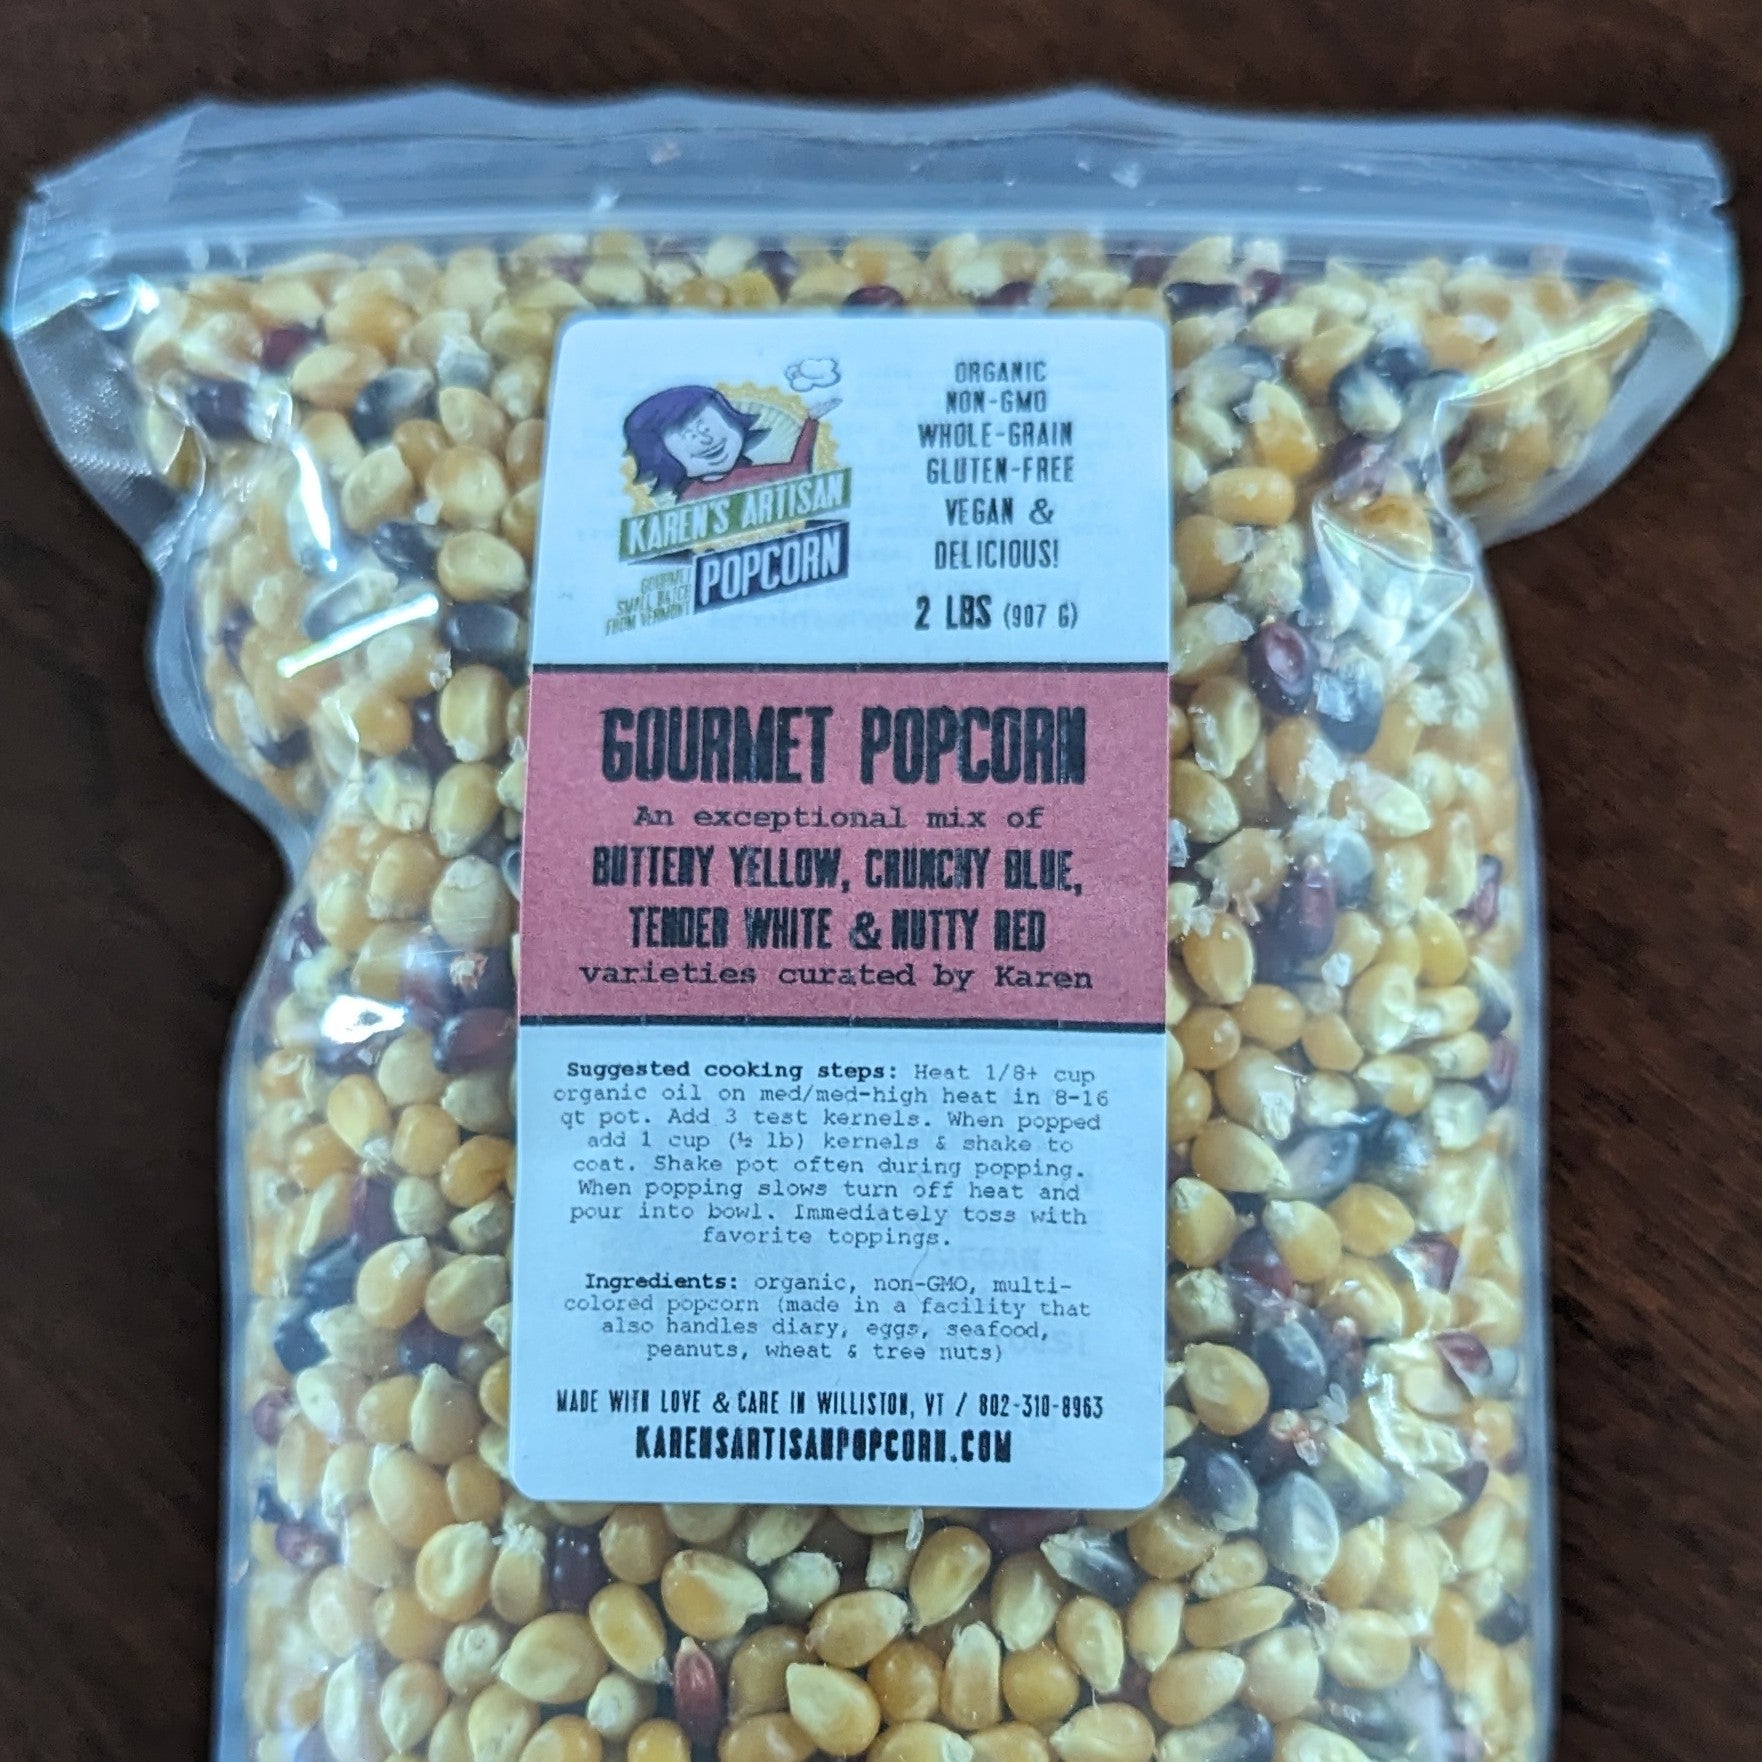 KAREN'S ARTISAN
POPCORN
GOURMET
SMALL BATCH
FROM VERMONT
ORGANIC
NON-GMO
WHOLE-GRAIN
GLUTEN-FREE
VEGAN &
DELICIOUS!
2 LBS (907 G)
GOURMET POPCORN
An exceptional mix of
BUTTERY YELLOW, CRUNCHY BLUE,
TENDER WHITE & NUTTY RED
varieties curated by Karen
Suggested cooking steps: Heat 1/8+ cup
organic oil on med/med-high heat in 8-16
qt pot. Add 3 test kernels. When popped
add 1 cup (½ lb) kernels & shake to
coat. Shake pot often during popping.
When popping slows turn off heat and
pour into bowl. Immediately toss with
favorite toppings.
Ingredients: organic, non-GMO, multi-
colored popcorn (made in a facility that
also handles diary, eggs, seafood,
peanuts, wheat & tree nuts)
MADE WITH LOVE & CARE IN WILLISTON, VT / 802-310-8963
KARENSARTISANPOPCORN.COM